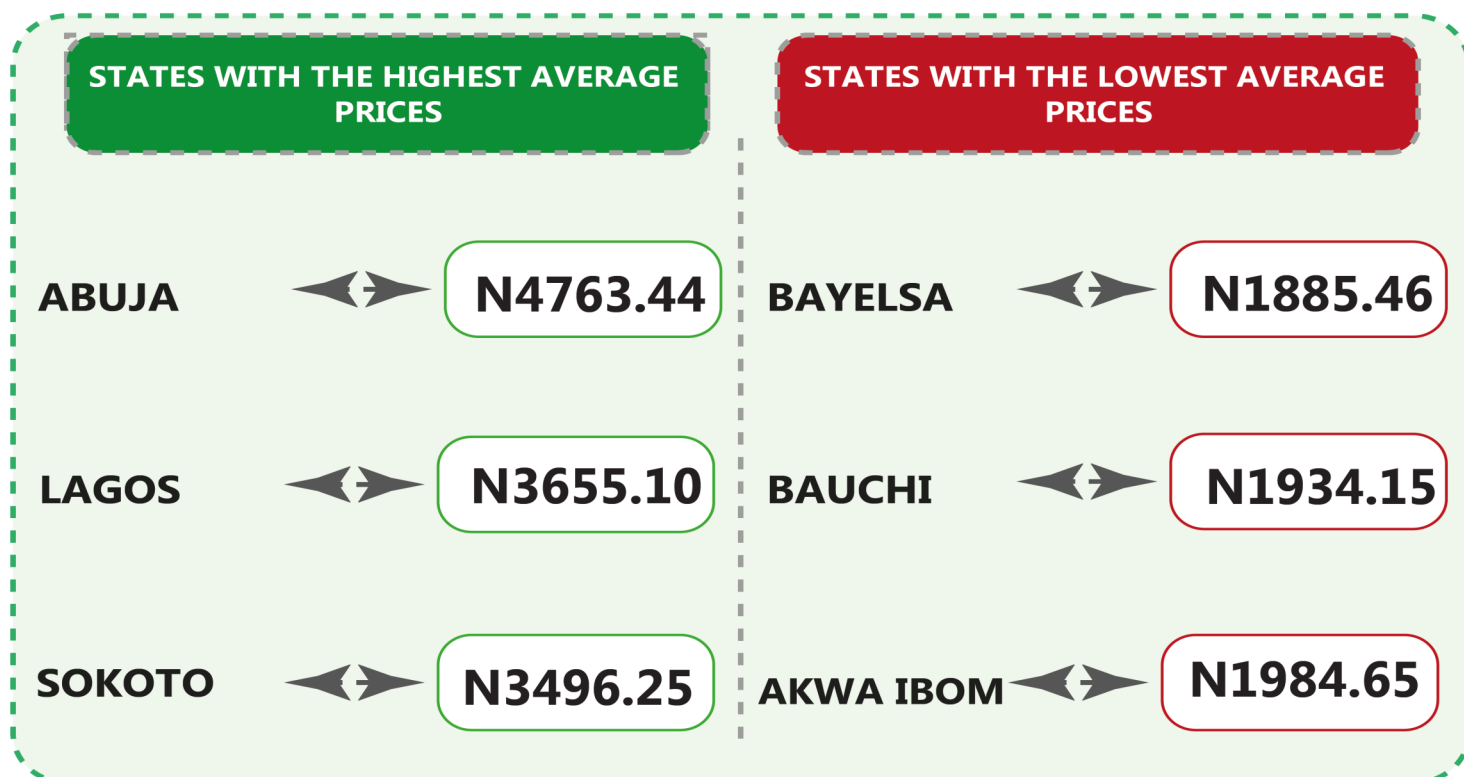 STATES WITH THE HIGHEST AVERAGE
PRICES
ABUJA N4763.44
LAGOS N3655.10
SOKOTO N3496.25
STATES WITH THE LOWEST AVERAGE
PRICES
BAYELSA N1885.46
BAUCHI N1934.15
AKWA IBOM N1984.65